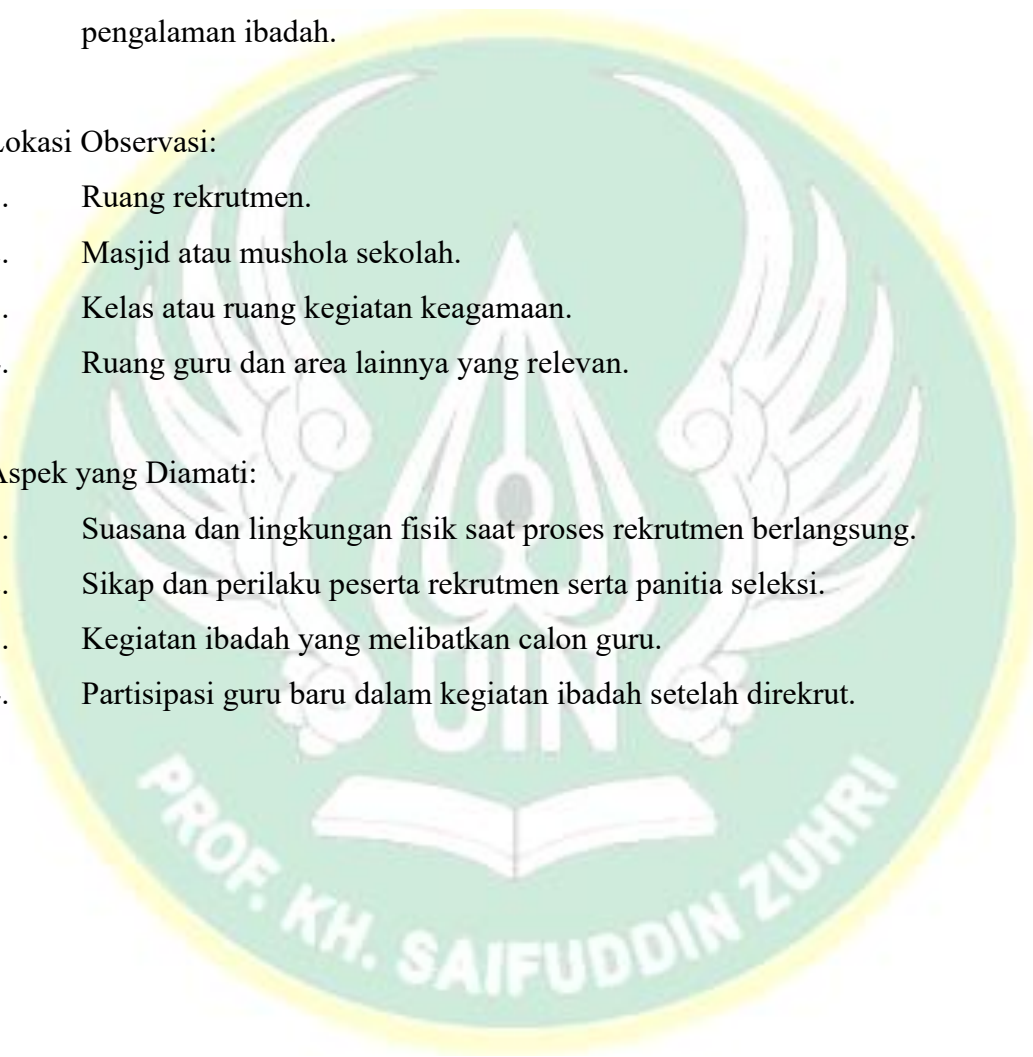 pengalaman ibadah.
Lokasi Observasi:
. Ruang rekrutmen.
. Masjid atau mushola sekolah.
. Kelas atau ruang kegiatan keagamaan.
. Ruang guru dan area lainnya yang relevan.
Aspek yang Diamati:
. Suasana dan lingkungan fisik saat proses rekrutmen berlangsung.
. Sikap dan perilaku peserta rekrutmen serta panitia seleksi.
. Kegiatan ibadah yang melibatkan calon guru.
. Partisipasi guru baru dalam kegiatan ibadah setelah direkrut.
UIN
PROF. KH. SAIFUDDIN ZUHRI